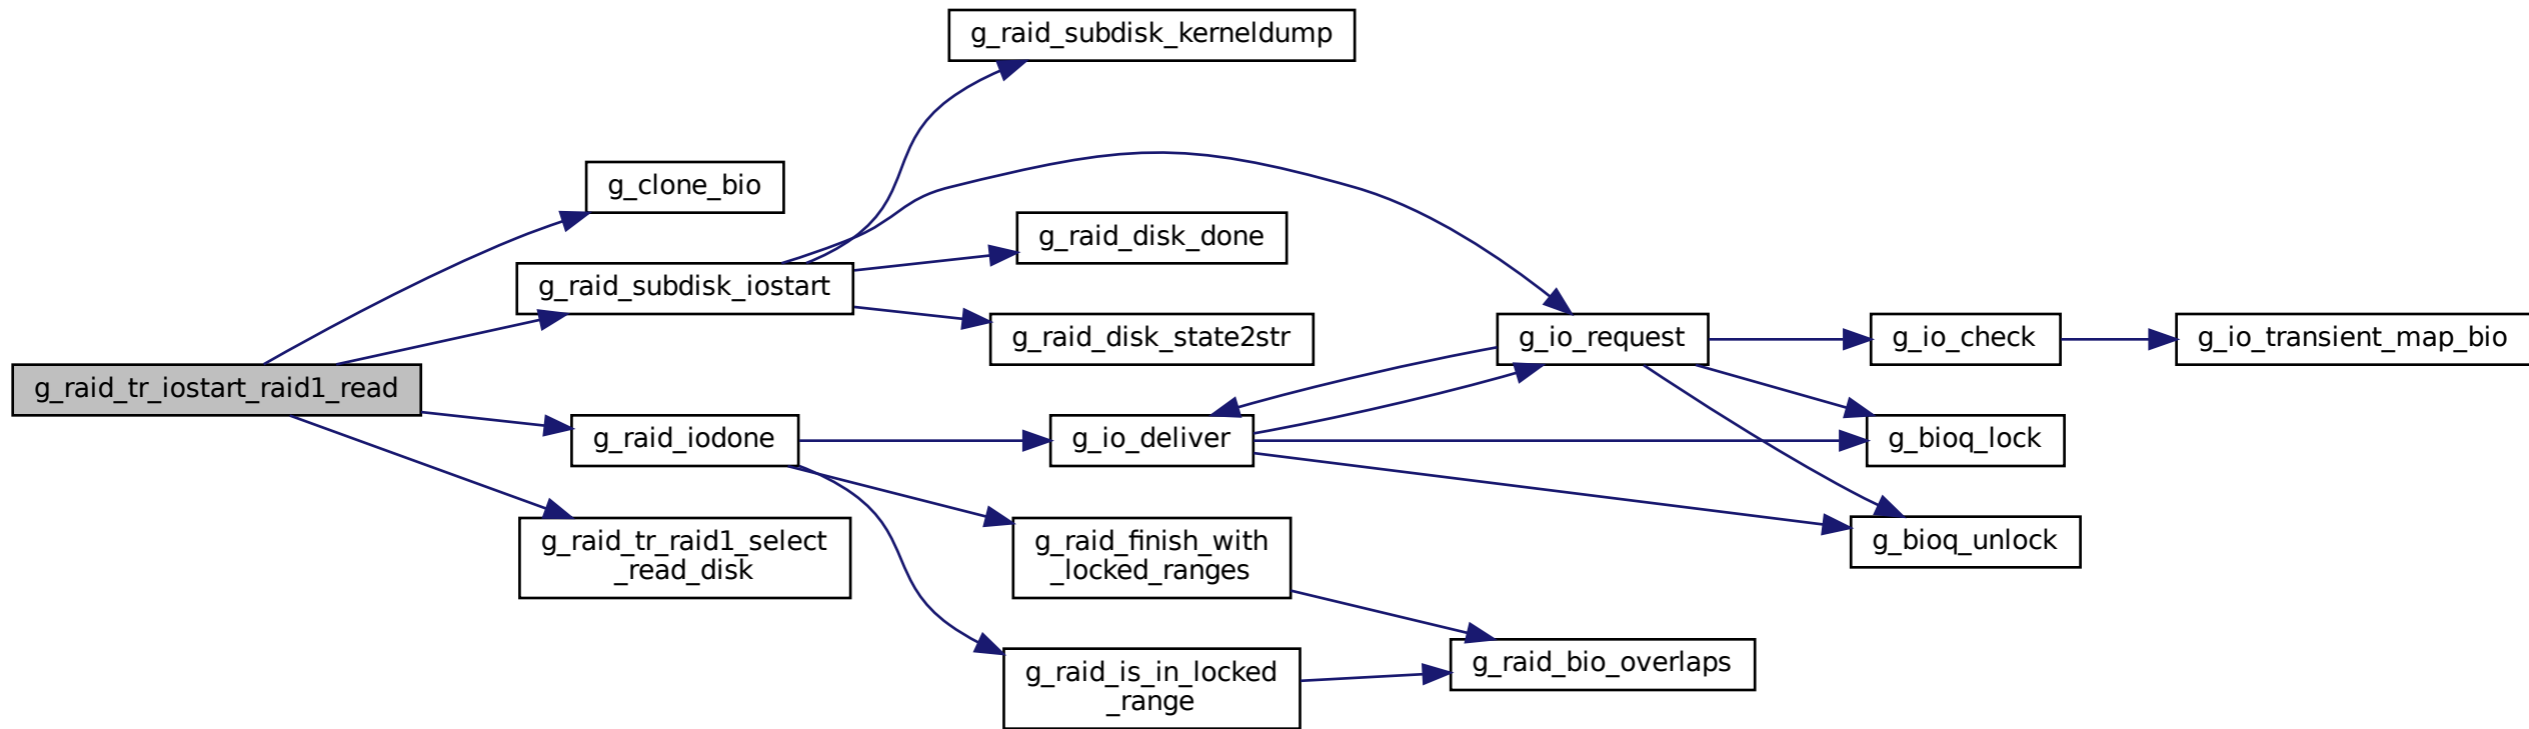 g_raid_subdisk_kerneldump
g_clone_bio
g_raid_disk_done
g_raid_subdisk_iostart
g_raid_disk_state2str
g_io_request
g_io_check
g_io_transient_map_bio
g_raid_tr_iostart_raid1_read
g_raid_iodone
g_io_deliver
g_bioq_lock
g_raid_tr_raid1_select
_read_disk
g_raid_finish_with
_locked_ranges
g_bioq_unlock
g_raid_is_in_locked
_range
g_raid_bio_overlaps